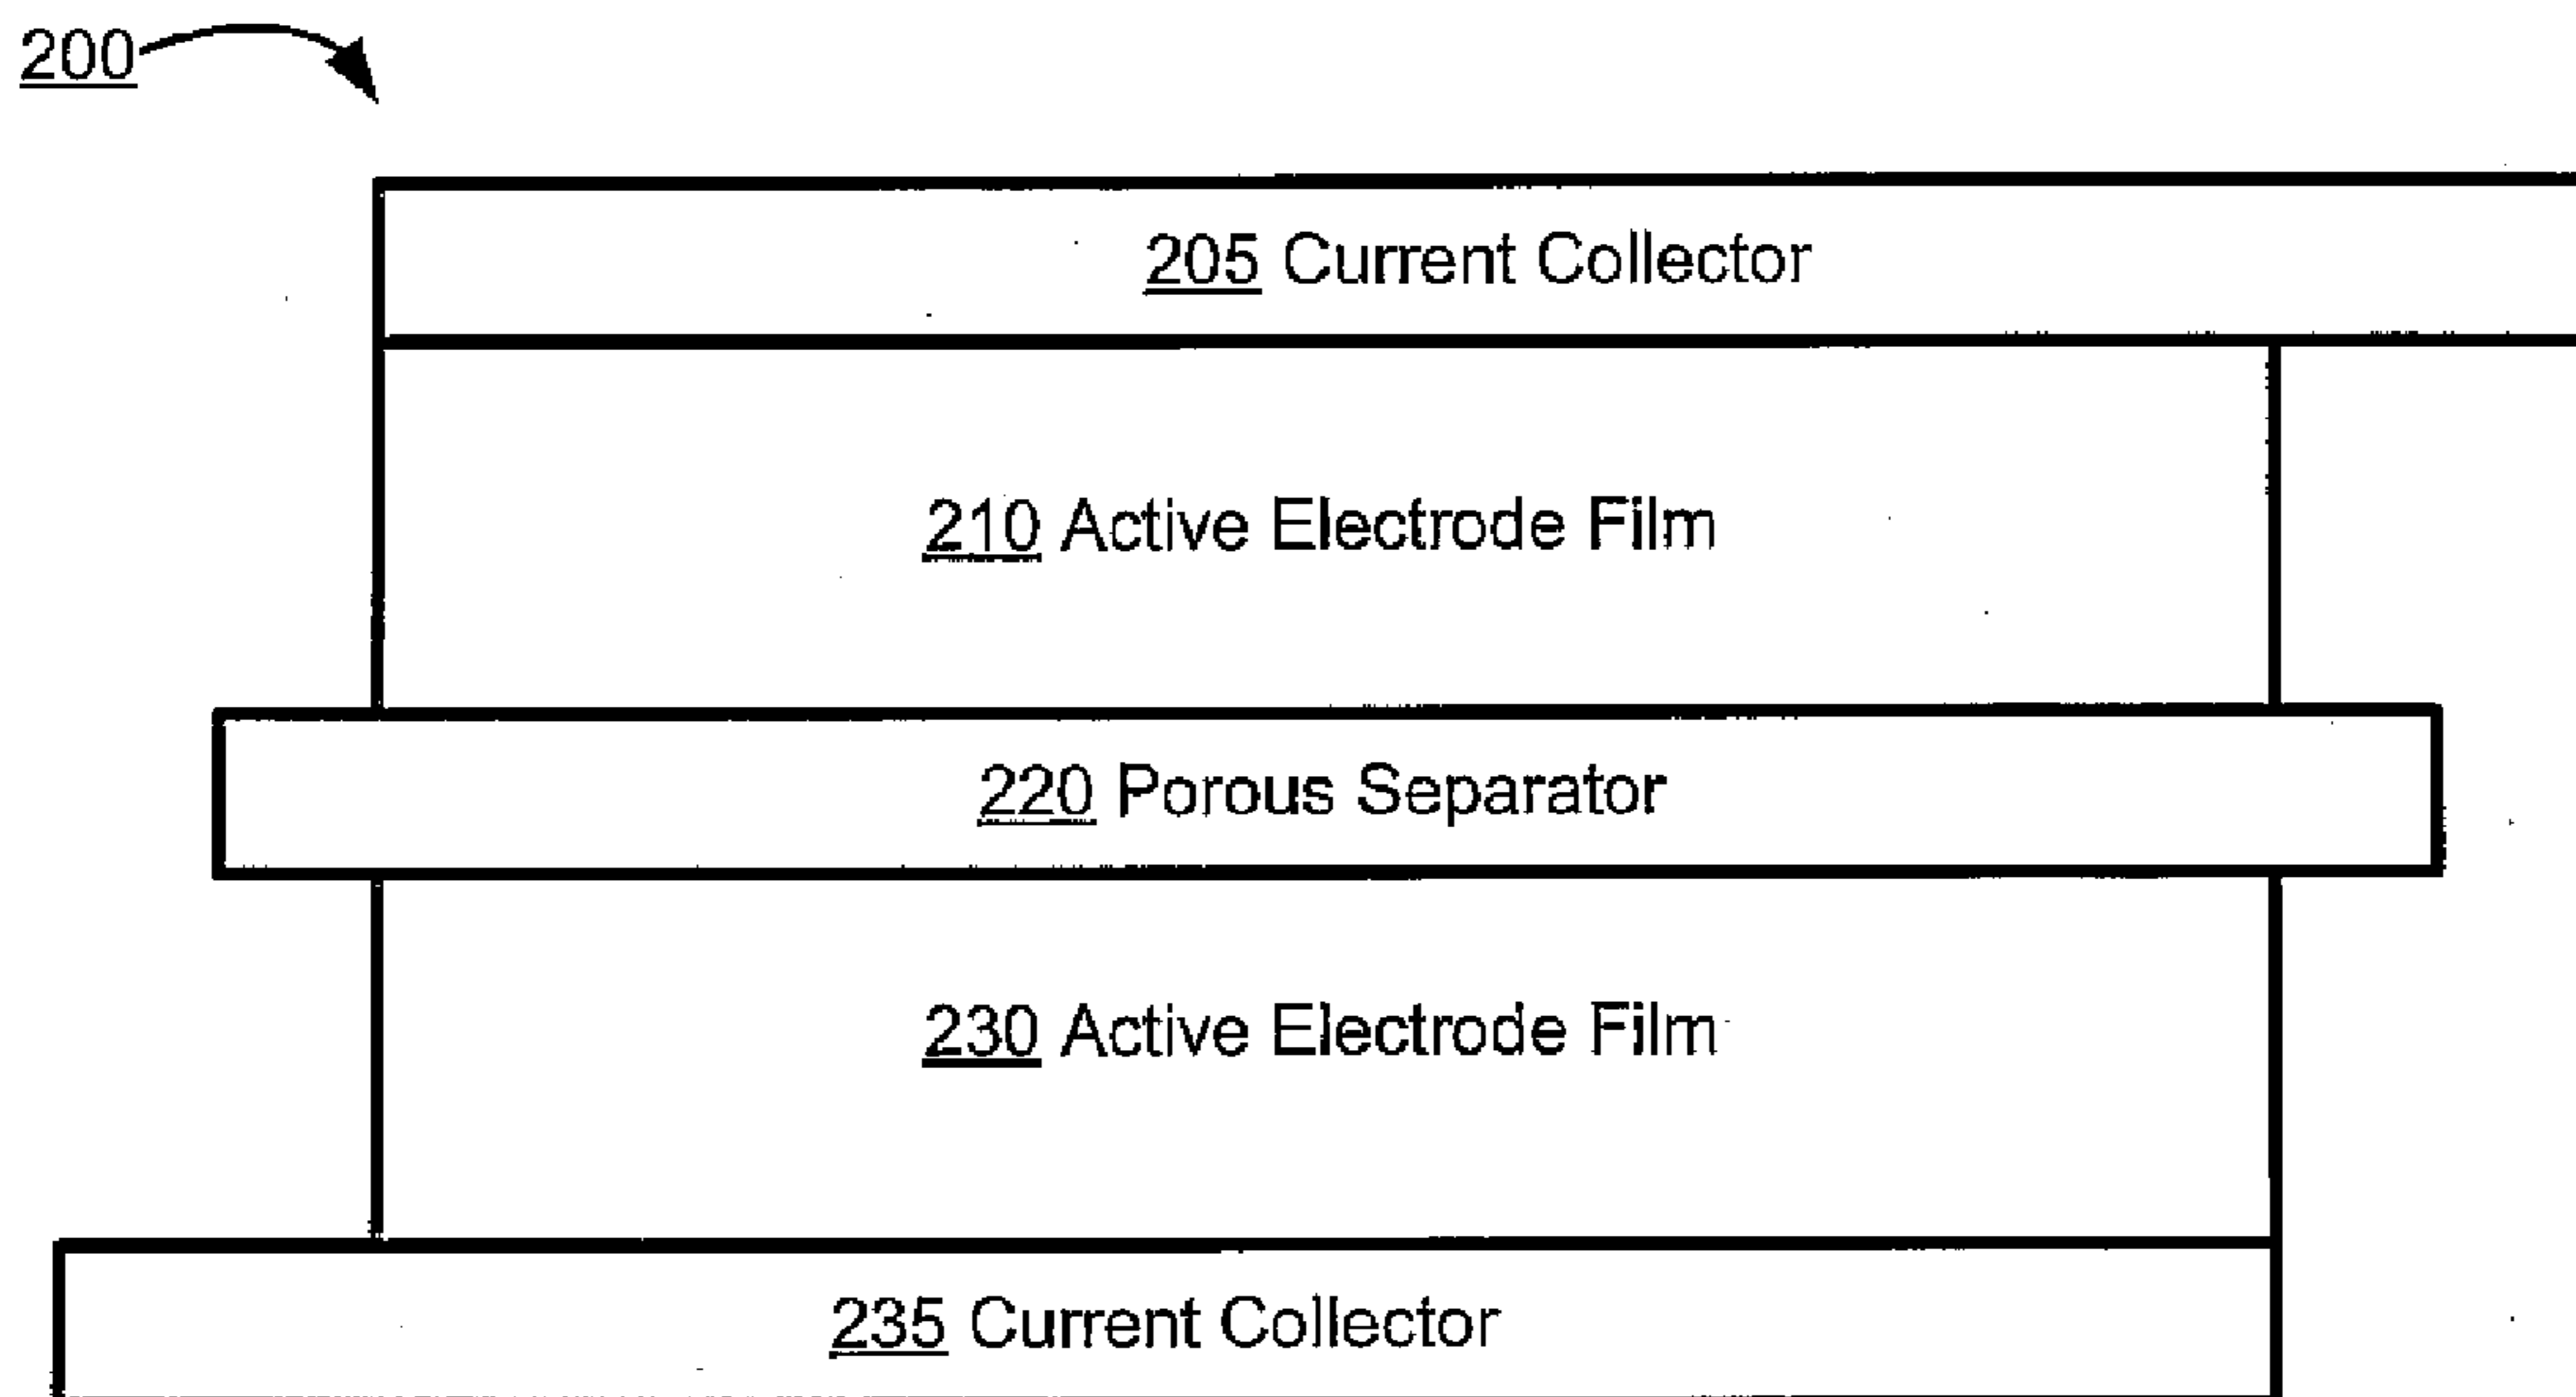 200
205 Current Collector
210 Active Electrode Film
220 Porous Separator
230 Active Electrode Film
235 Current Collector